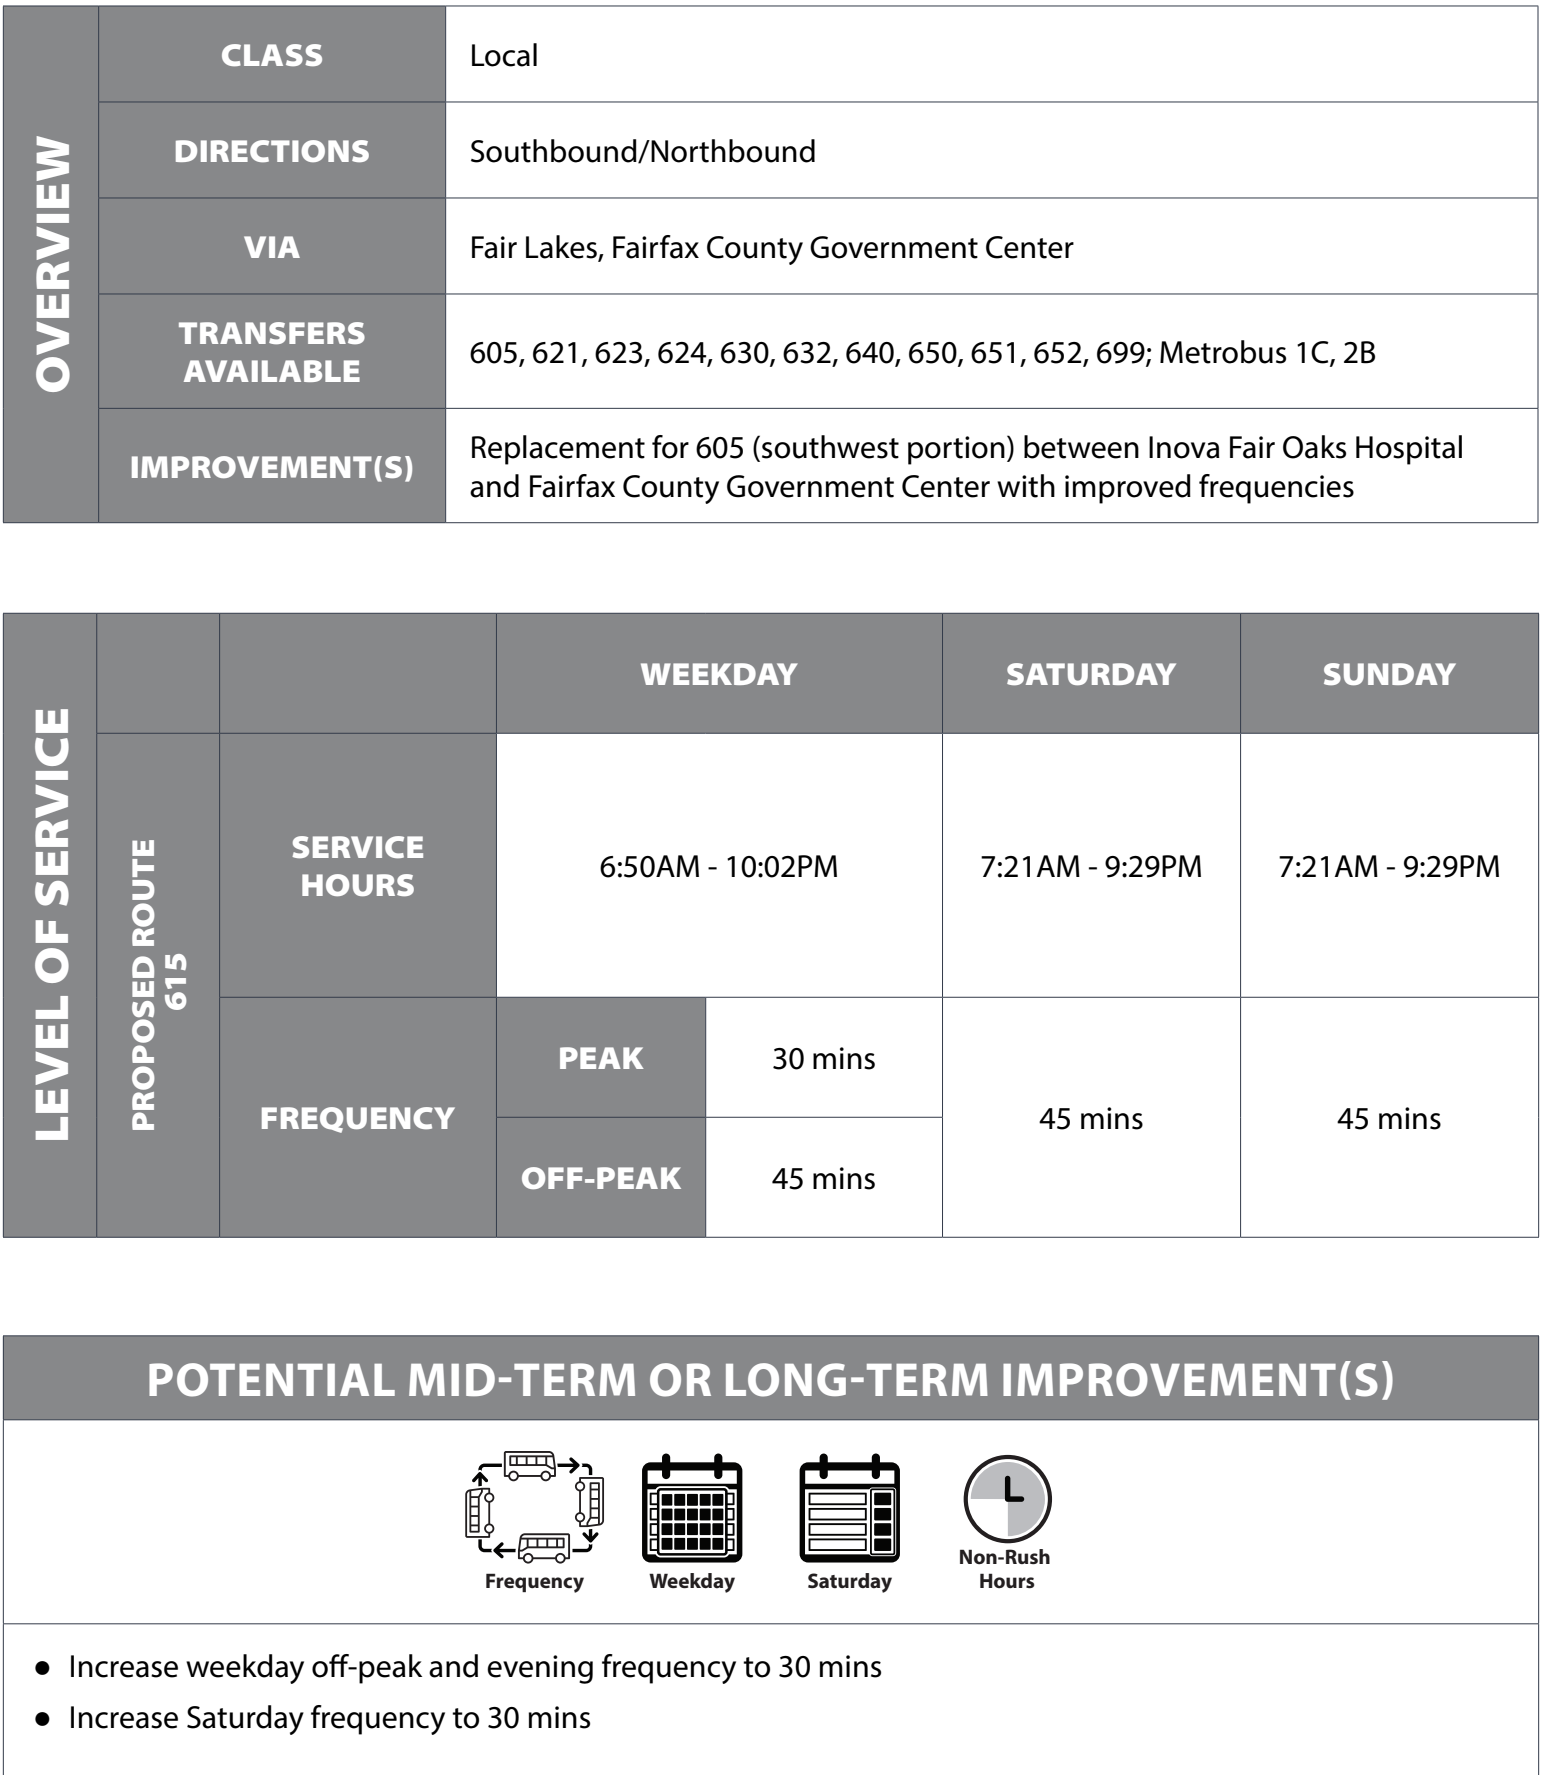 OVERVIEW
CLASS
Local
DIRECTIONS
Southbound/Northbound
VIA
Fair Lakes, Fairfax County Government Center
TRANSFERS
AVAILABLE
605, 621, 623, 624, 630, 632, 640, 650, 651, 652, 699; Metrobus 1C, 2B
IMPROVEMENT(S)
Replacement for 605 (southwest portion) between Inova Fair Oaks Hospital
and Fairfax County Government Center with improved frequencies
LEVEL OF SERVICE
WEEKDAY
SATURDAY
SUNDAY
PROPOSED ROUTE
615
SERVICE
HOURS
6:50AM - 10:02PM
7:21AM - 9:29PM
7:21AM - 9:29PM
FREQUENCY
PEAK
30 mins
OFF-PEAK
45 mins
45 mins
45 mins
POTENTIAL MID-TERM OR LONG-TERM IMPROVEMENT(S)
Frequency
Weekday
Saturday
Non-Rush
Hours
● Increase weekday off-peak and evening frequency to 30 mins
● Increase Saturday frequency to 30 mins